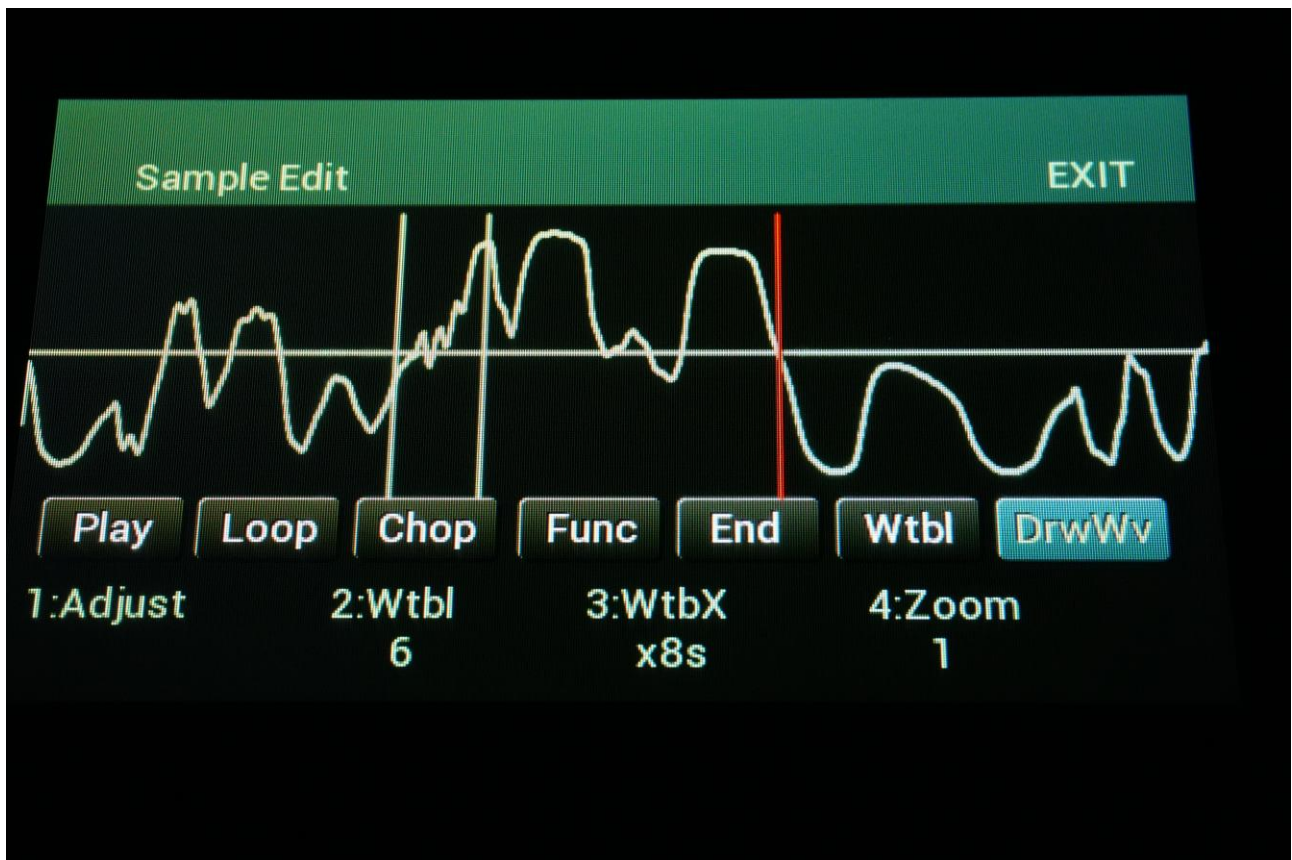 Sample Edit EXIT
Play Loop Chop Func End Wtbl DrwWv
1:Adjust 2:Wtbl 3:WtbX 4:Zoom
6 x8s 1